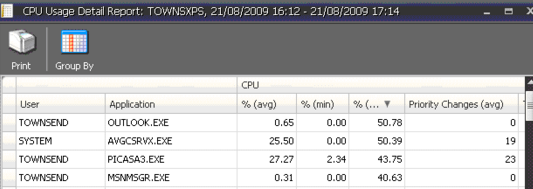 CPU Usage Detail Report: TOWNSXPS, 21/08/2009 16:12 - 21/08/2009 17:14
Print Group By
CPU
User Application % (avg) % (min) % (... Priority Changes (avg)
TOWNSEND OUTLOOK.EXE 0.65 0.00 50.78 0
SYSTEM AVGCSRVX.EXE 25.50 0.00 50.39 19
TOWNSEND PICASA3.EXE 27.27 2.34 43.75 23
TOWNSEND MSNMSGR.EXE 0.31 0.00 40.63 0